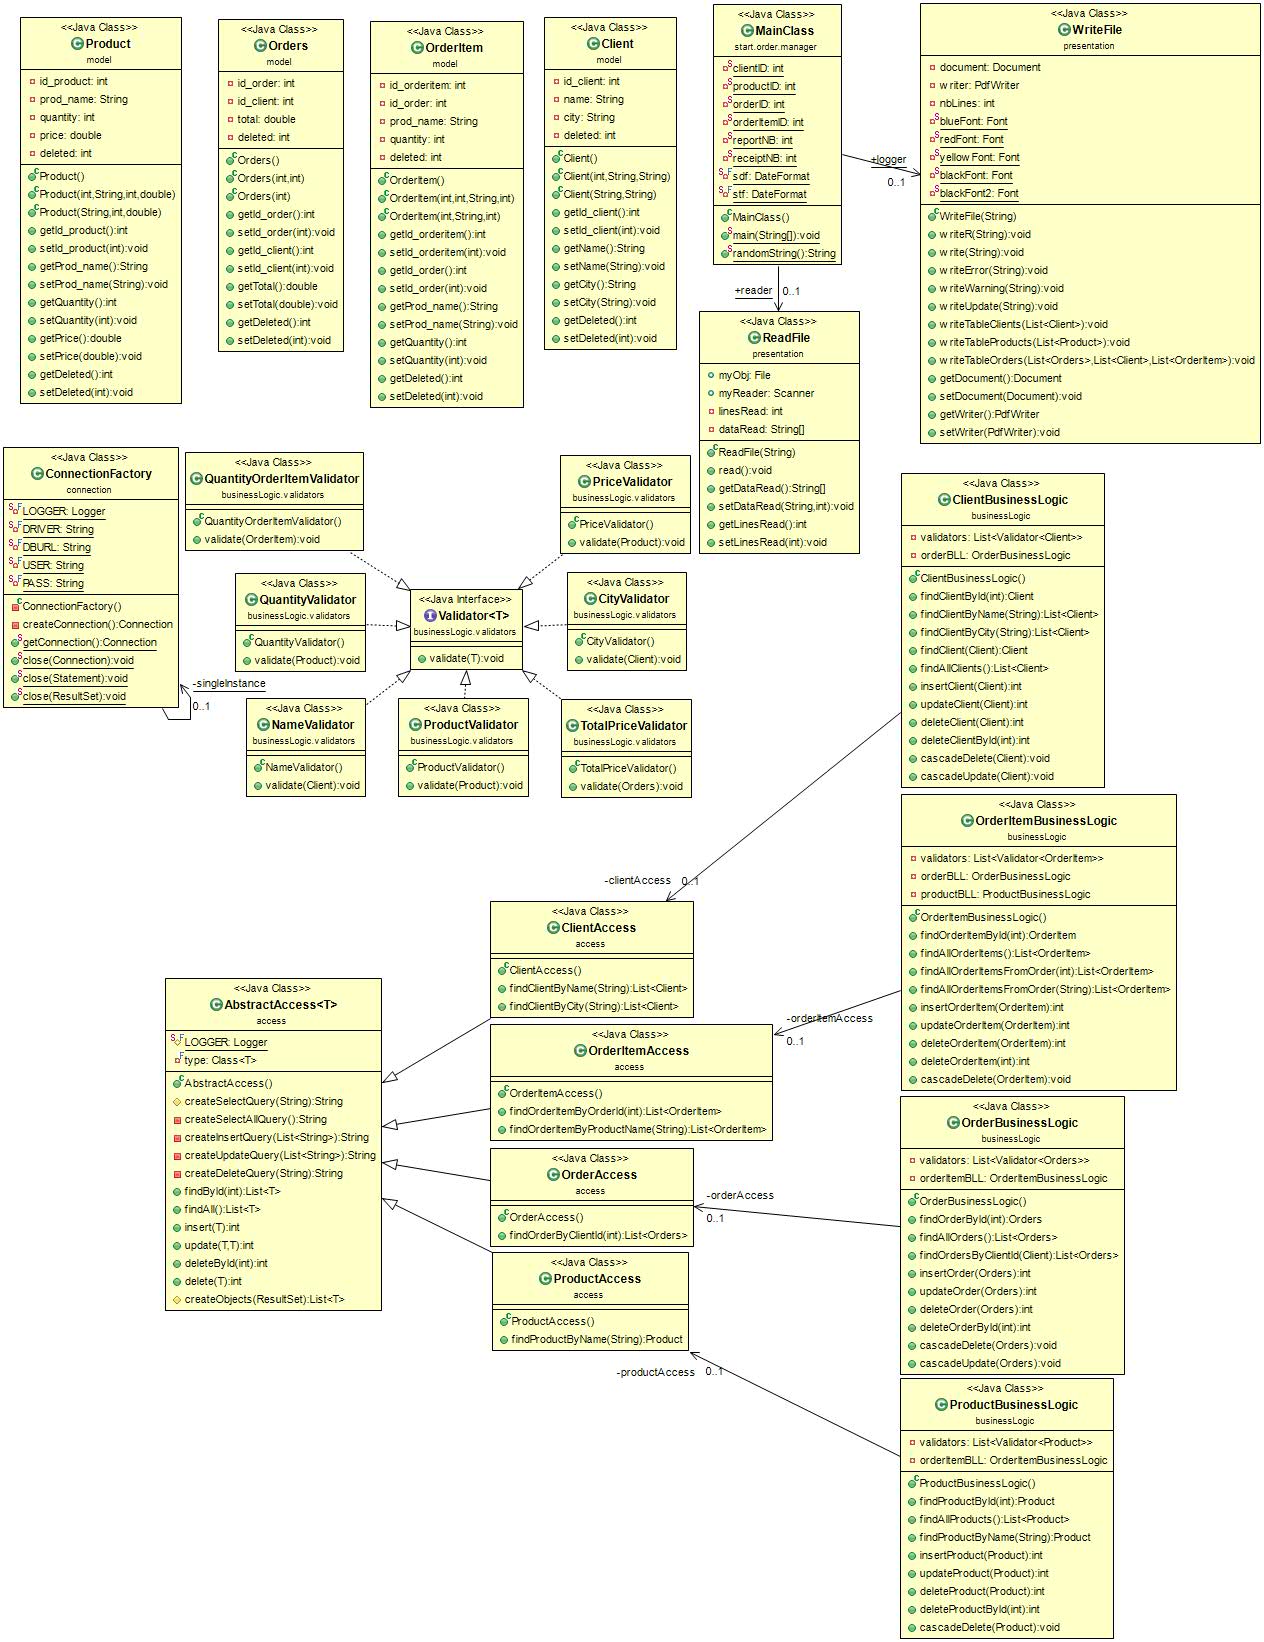 <<Java Class>>
Product
model
id_product: int
prod_name: String
quantity: int
price: double
deleted: int
Product()
Product(int,String,int,double)
Product(String,int,double)
getId_product():int
setId_product(int):void
getProd_name():String
setProd_name(String):void
getQuantity():int
setQuantity(int):void
getPrice():double
setPrice(double):void
getDeleted():int
setDeleted(int):void
<<Java Class>>
Orders
model
id_order: int
id_client: int
total: double
deleted: int
Orders()
Orders(int,int)
Orders(int)
getId_order():int
setId_order(int):void
getId_client():int
setId_client(int):void
getTotal():double
setTotal(double):void
getDeleted():int
setDeleted(int):void
<<Java Class>>
OrderItem
model
id_orderitem: int
id_order: int
prod_name: String
quantity: int
deleted: int
OrderItem()
OrderItem(int,int,String,int)
OrderItem(int,String,int)
getId_orderitem():int
setId_orderitem(int):void
getId_order():int
setId_order(int):void
getProd_name():String
setProd_name(String):void
getQuantity():int
setQuantity(int):void
getDeleted():int
setDeleted(int):void
<<Java Class>>
Client
model
id_client: int
name: String
city: String
deleted: int
Client()
Client(int,String,String)
Client(String,String)
getId_client():int
setId_client(int):void
getName():String
setName(String):void
getCity():String
setCity(String):void
getDeleted():int
setDeleted(int):void
<<Java Class>>
MainClass
start.order.manager
clientID: int
productID: int
orderID: int
orderItemID: int
reportNB: int
receiptNB: int
sdf: DateFormat
stf: DateFormat
MainClass()
main(String[]):void
randomString():String
+logger
0..1
+reader
0..1
<<Java Class>>
WriteFile
presentation
document: Document
writer: PdfWriter
nbLines: int
blueFont: Font
redFont: Font
yellowFont: Font
blackFont: Font
blackFont2: Font
WriteFile(String)
writeR(String):void
write(String):void
writeError(String):void
writeWarning(String):void
writeUpdate(String):void
writeTableClients(List<Client>):void
writeTableProducts(List<Product>):void
writeTableOrders(List<Orders>,List<Client>,List<OrderItem>):void
getDocument():Document
setDocument(Document):void
getWriter():PdfWriter
setWriter(PdfWriter):void
<<Java Class>>
ReadFile
presentation
myObj: File
myReader: Scanner
linesRead: int
dataRead: String[]
ReadFile(String)
read():void
getDataRead():String[]
setDataRead(String,int):void
getLinesRead():int
setLinesRead(int):void
<<Java Class>>
ConnectionFactory
connection
LOGGER: Logger
DRIVER: String
DBURL: String
USER: String
PASS: String
ConnectionFactory()
createConnection():Connection
getConnection():Connection
close(Connection):void
close(Statement):void
close(ResultSet):void
-singleInstance
0..1
<<Java Class>>
QuantityOrderItemValidator
businessLogic.validators
QuantityOrderItemValidator()
validate(OrderItem):void
<<Java Class>>
PriceValidator
businessLogic.validators
PriceValidator()
validate(Product):void
<<Java Class>>
QuantityValidator
businessLogic.validators
QuantityValidator()
validate(Product):void
<<Java Interface>>
Validator<T>
businessLogic.validators
validate(T):void
<<Java Class>>
CityValidator
businessLogic.validators
CityValidator()
validate(Client):void
<<Java Class>>
NameValidator
businessLogic.validators
NameValidator()
validate(Client):void
<<Java Class>>
ProductValidator
businessLogic.validators
ProductValidator()
validate(Product):void
<<Java Class>>
TotalPriceValidator
businessLogic.validators
TotalPriceValidator()
validate(Orders):void
<<Java Class>>
ClientBusinessLogic
businessLogic
validators: List<Validator<Client>>
orderBLL: OrderBusinessLogic
ClientBusinessLogic()
findClientById(int):Client
findClientByName(String):List<Client>
findClientByCity(String):List<Client>
findClient(Client):Client
findAllClients():List<Client>
insertClient(Client):int
updateClient(Client):int
deleteClient(Client):int
deleteClientById(int):int
cascadeDelete(Client):void
cascadeUpdate(Client):void
-clientAccess
0..1
<<Java Class>>
OrderItemBusinessLogic
businessLogic
validators: List<Validator<OrderItem>>
orderBLL: OrderBusinessLogic
productBLL: ProductBusinessLogic
OrderItemBusinessLogic()
findOrderItemById(int):OrderItem
findAllOrderItems():List<OrderItem>
findAllOrderItemsFromOrder(int):List<OrderItem>
findAllOrderItemsFromOrder(String):List<OrderItem>
insertOrderItem(OrderItem):int
updateOrderItem(OrderItem):int
deleteOrderItem(OrderItem):int
deleteOrderItem(int):int
cascadeDelete(OrderItem):void
<<Java Class>>
ClientAccess
access
ClientAccess()
findClientByName(String):List<Client>
findClientByCity(String):List<Client>
<<Java Class>>
AbstractAccess<T>
access
LOGGER: Logger
type: Class<T>
AbstractAccess()
createSelectQuery(String):String
createSelectAllQuery():String
createInsertQuery(List<String>):String
createUpdateQuery(List<String>):String
createDeleteQuery(String):String
findById(int):List<T>
findAll():List<T>
insert(T):int
update(T,T):int
deleteById(int):int
delete(T):int
createObjects(ResultSet):List<T>
<<Java Class>>
OrderItemAccess
access
OrderItemAccess()
findOrderItemByOrderId(int):List<OrderItem>
findOrderItemByProductName(String):List<OrderItem>
-orderItemAccess
0..1
<<Java Class>>
OrderAccess
access
OrderAccess()
findOrderByClientId(int):List<Orders>
-orderAccess
0..1
<<Java Class>>
OrderBusinessLogic
businessLogic
validators: List<Validator<Orders>>
orderItemBLL: OrderItemBusinessLogic
OrderBusinessLogic()
findOrderById(int):Orders
findAllOrders():List<Orders>
findOrdersByClientId(Client):List<Orders>
insertOrder(Orders):int
updateOrder(Orders):int
deleteOrder(Orders):int
deleteOrderById(int):int
cascadeDelete(Orders):void
cascadeUpdate(Orders):void
<<Java Class>>
ProductAccess
access
ProductAccess()
findProductByName(String):Product
-productAccess
0..1
<<Java Class>>
ProductBusinessLogic
businessLogic
validators: List<Validator<Product>>
orderItemBLL: OrderItemBusinessLogic
ProductBusinessLogic()
findProductById(int):Product
findAllProducts():List<Product>
findProductByName(String):Product
insertProduct(Product):int
updateProduct(Product):int
deleteProduct(Product):int
deleteProductById(int):int
cascadeDelete(Product):void